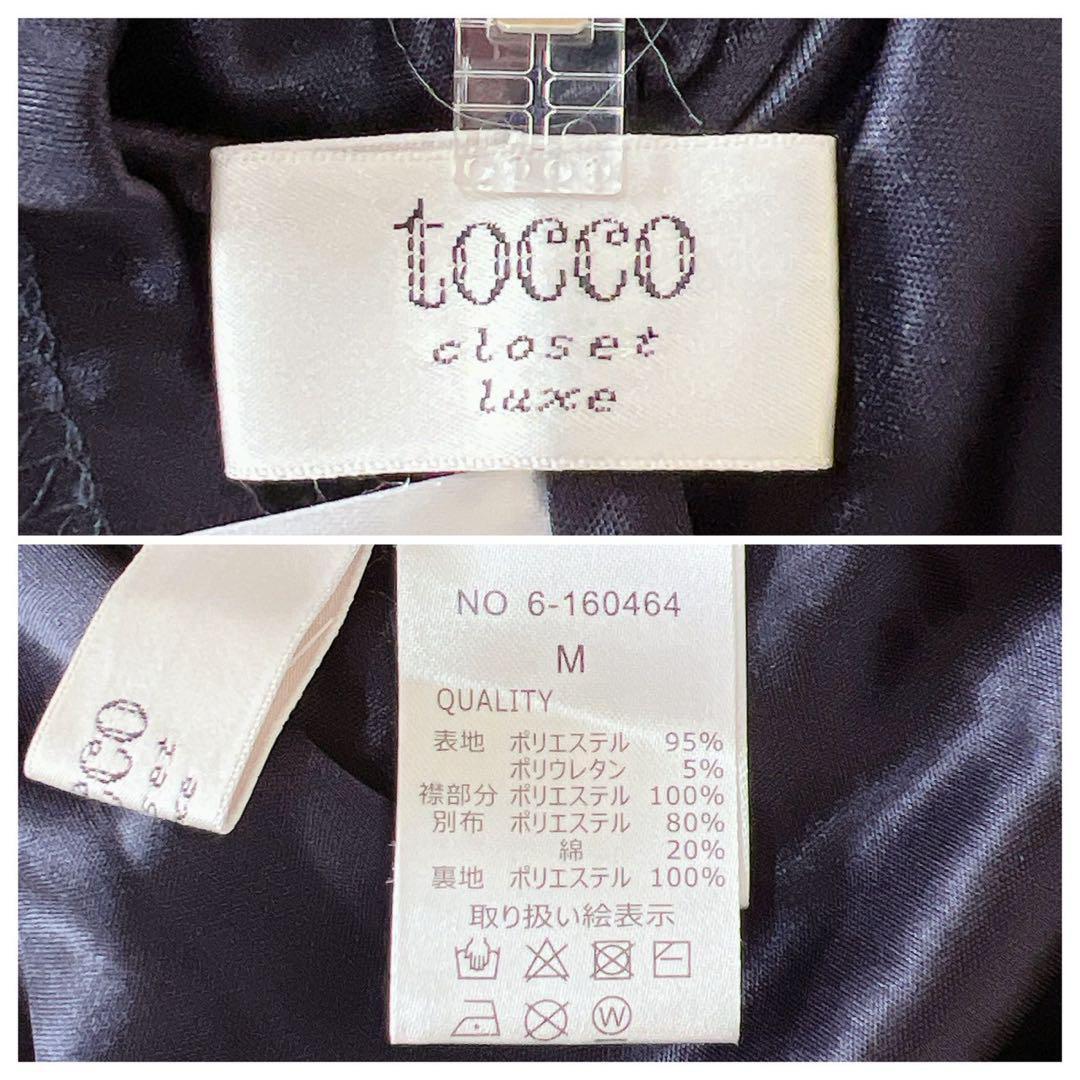 tocco
closet
luxe
NO 6-160464
M
QUALITY
表地 ポリエステル 95%
ポリウレタン 5%
襟部分 ポリエステル 100%
別布 ポリエステル 80%
綿 20%
裏地 ポリエステル 100%
取り扱い絵表示
W